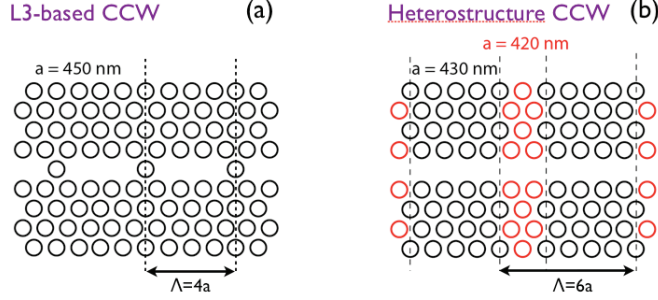 L3-based CCW
(a)
a = 450 nm
Λ=4a
Heterostructure CCW
(b)
a = 420 nm
a = 430 nm
Λ=6a